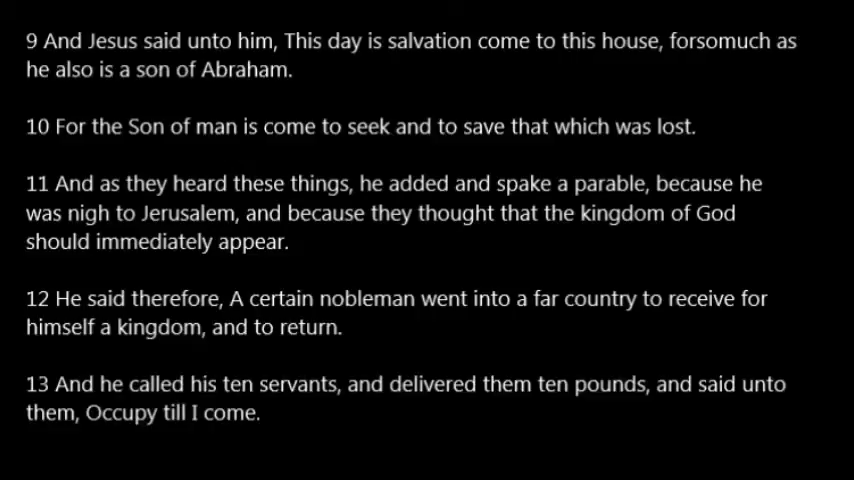 9 And Jesus said unto him, This day is salvation come to this house, forsomuch as
he also is a son of Abraham.
10 For the Son of man is come to seek and to save that which was lost.
11 And as they heard these things, he added and spake a parable, because he
was nigh to Jerusalem, and because they thought that the kingdom of God
should immediately appear.
12 He said therefore, A certain nobleman went into a far country to receive for
himself a kingdom, and to return.
13 And he called his ten servants, and delivered them ten pounds, and said unto
them, Occupy till I come.